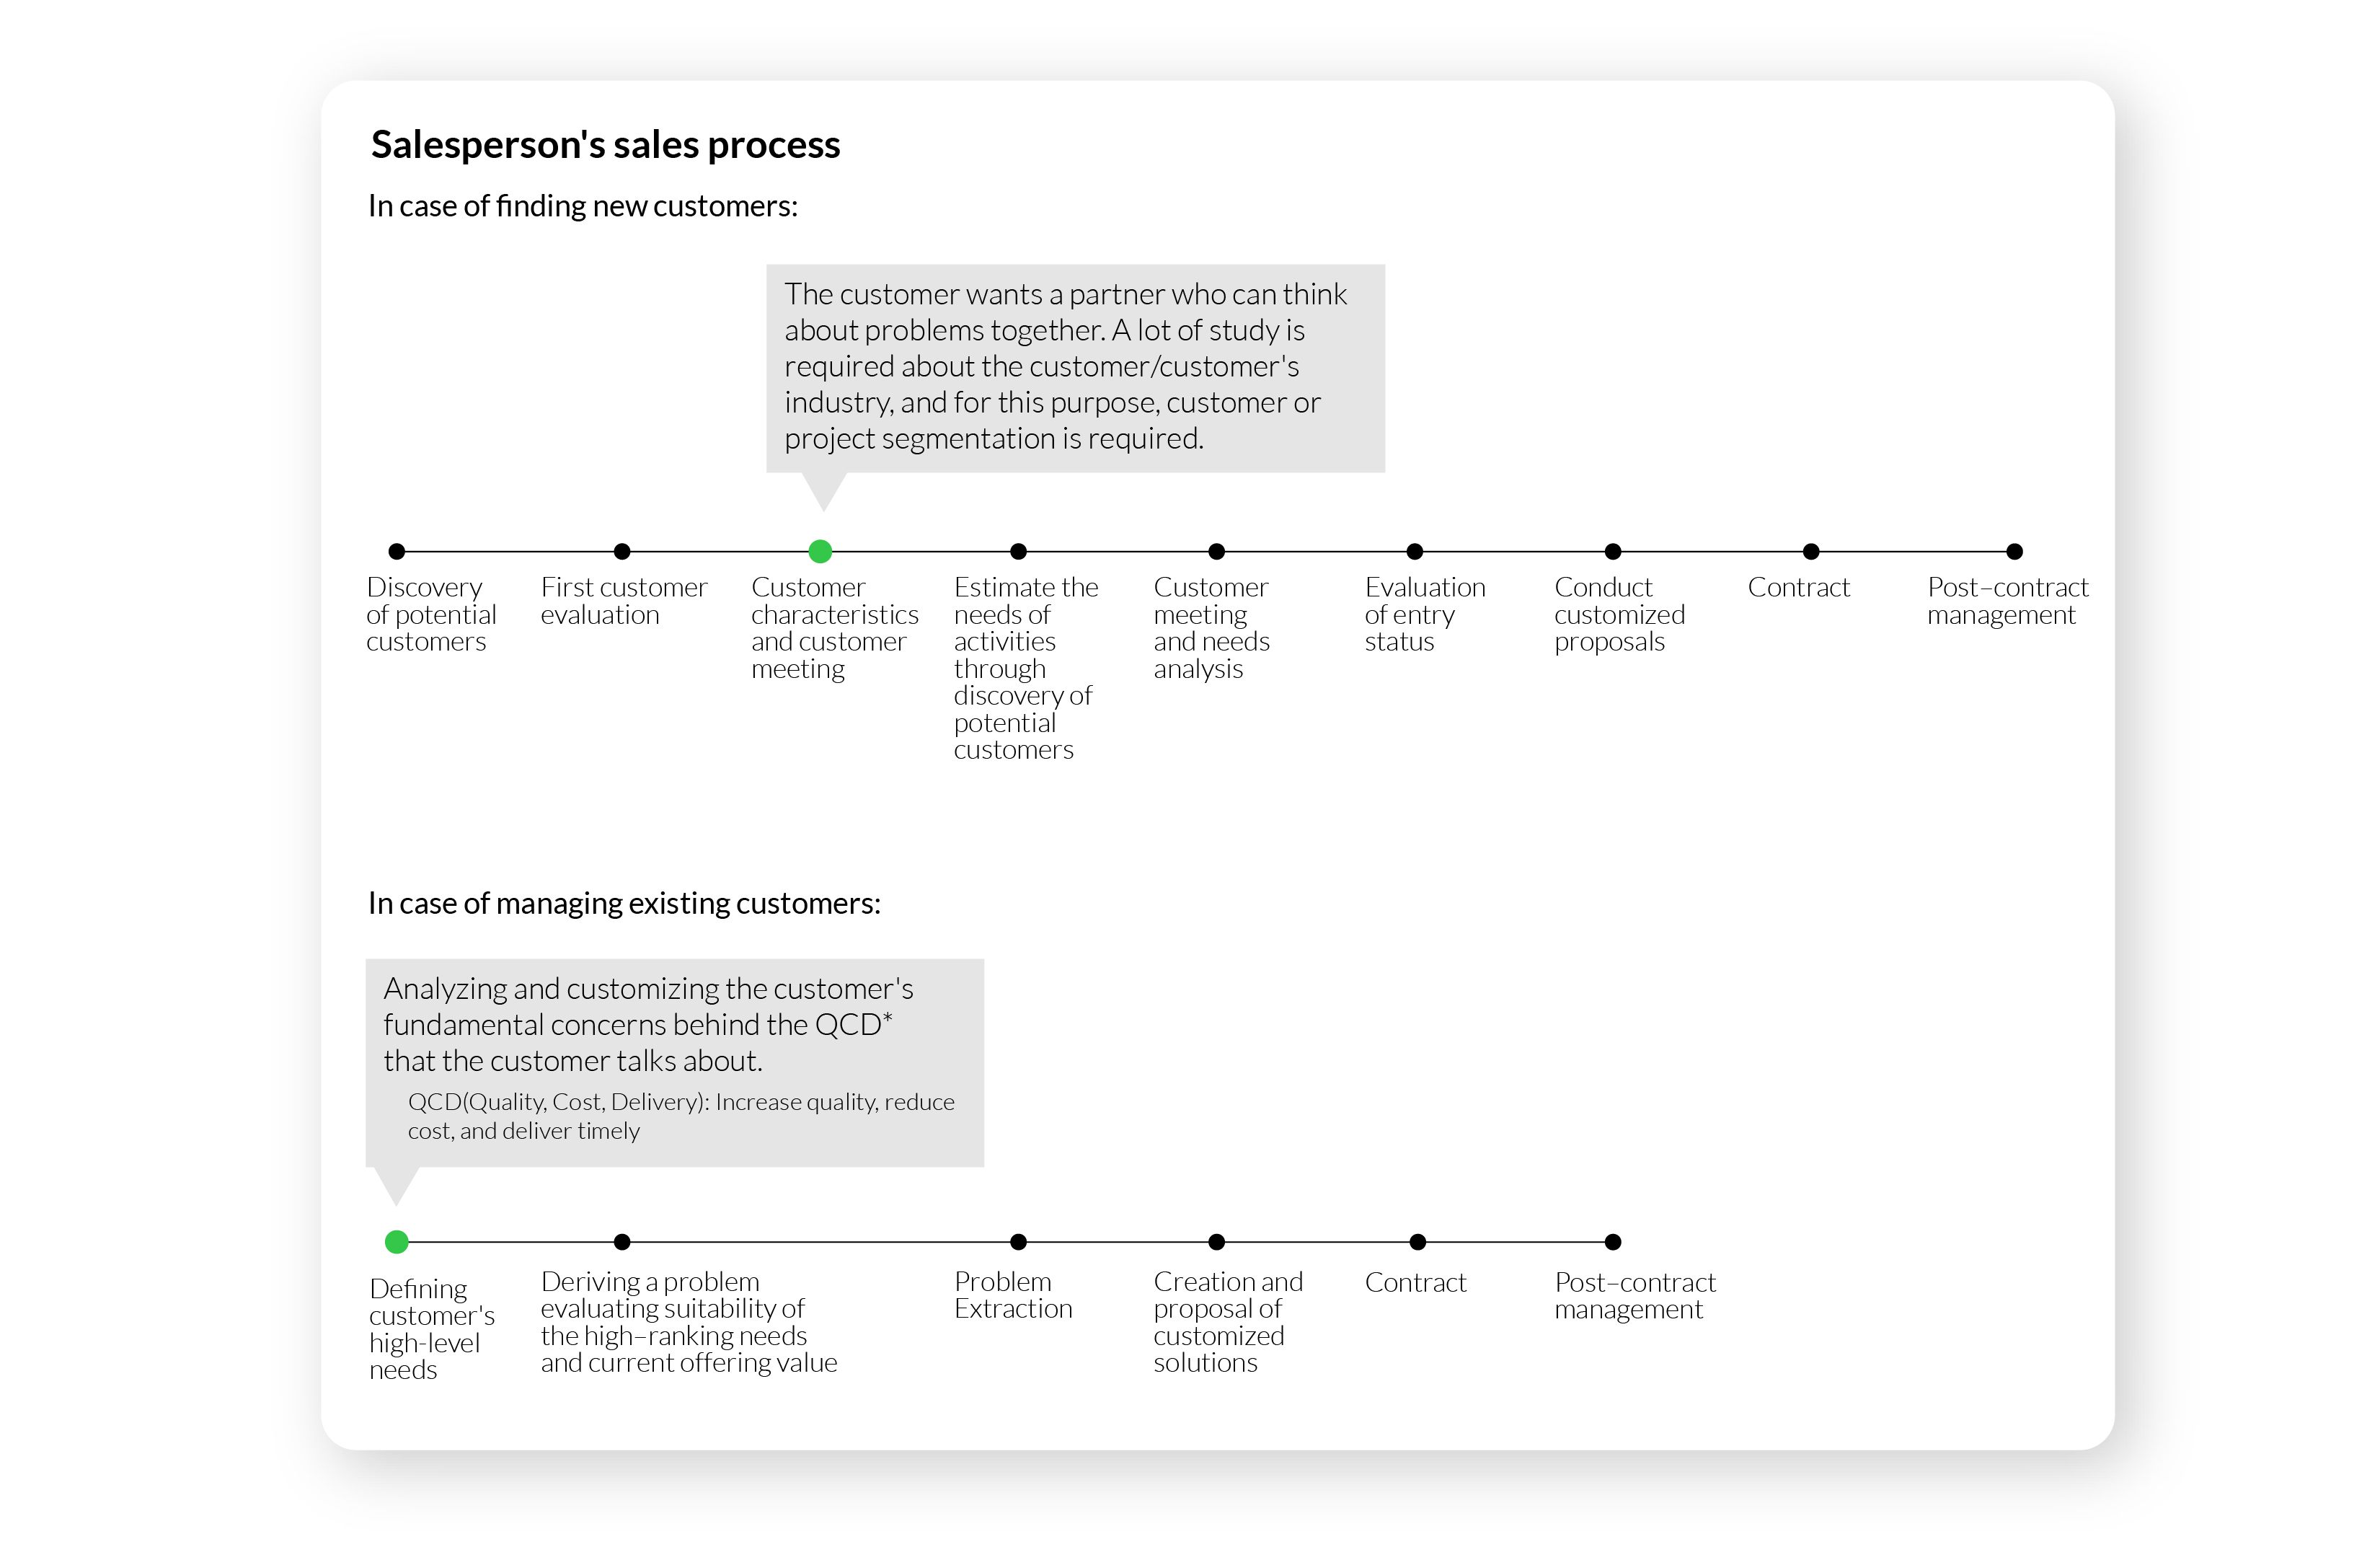 Salesperson's sales process
In case of finding new customers:
The customer wants a partner who can think
about problems together. A lot of study is
required about the customer/customer's
industry, and for this purpose, customer or
project segmentation is required.
Discovery
of potential
customers
First customer
evaluation
Customer
characteristics
and customer
meeting
Estimate the
needs of
activities
through
discovery of
potential
customers
Customer
meeting
and needs
analysis
Evaluation
of entry
status
Conduct
customized
proposals
Contract
Post–contract
management
In case of managing existing customers:
Analyzing and customizing the customer's
fundamental concerns behind the QCD*
that the customer talks about.
QCD(Quality, Cost, Delivery): Increase quality, reduce
cost, and deliver timely
Defining
customer's
high-level
needs
Deriving a problem
evaluating suitability of
the high–ranking needs
and current offering value
Problem
Extraction
Creation and
proposal of
customized
solutions
Contract
Post–contract
management